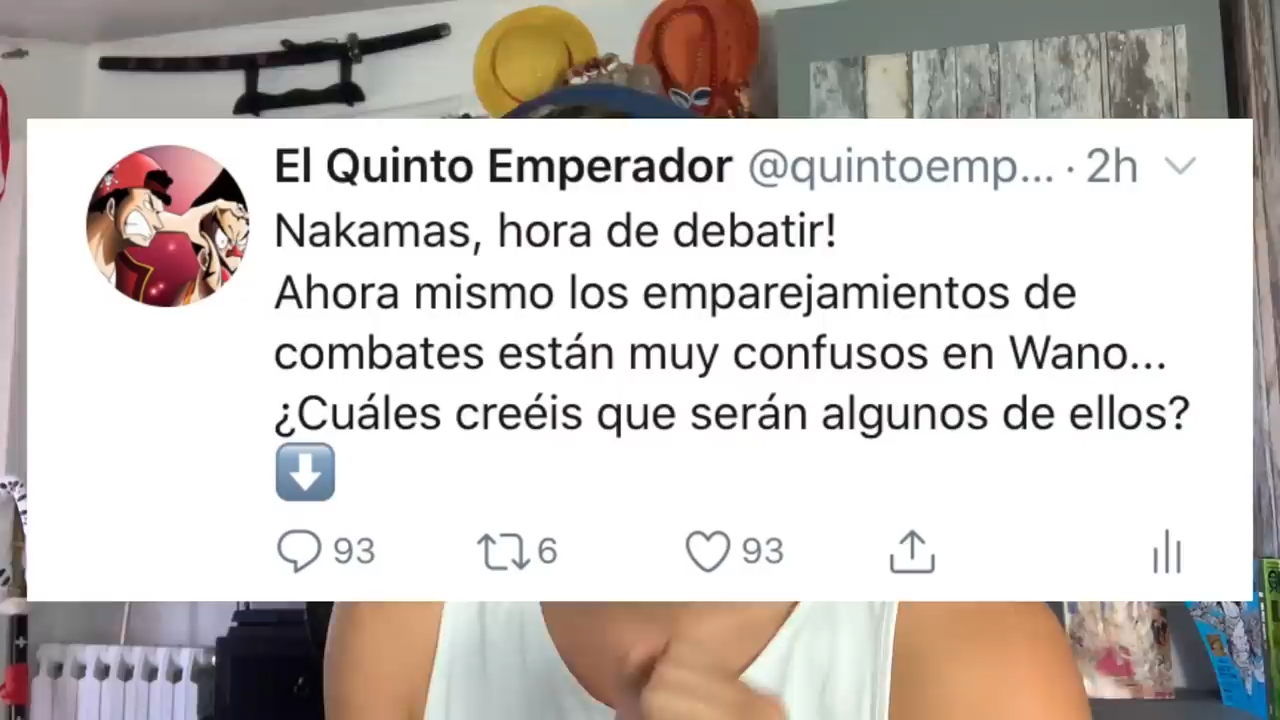 El Quinto Emperador @quintoemp... · 2h
Nakamas, hora de debatir!
Ahora mismo los emparejamientos de
combates están muy confusos en Wano...
¿Cuáles creéis que serán algunos de ellos?
93 6 93